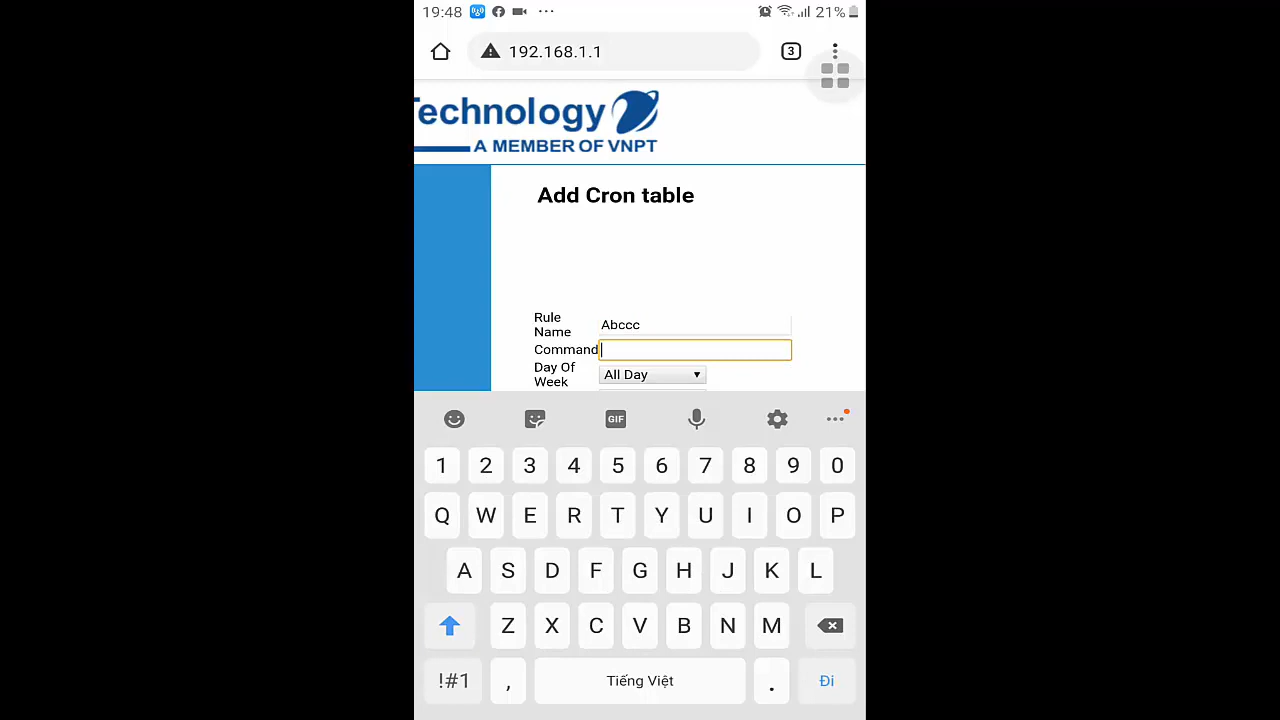 19:48 ... 21%
192.168.1.1 3
Technology
A MEMBER OF VNPT
Add Cron table
Rule
Name Abccc
Command
Day Of
Week All Day
GIF
1 2 3 4 5 6 7 8 9 0
Q W E R T Y U I O P
A S D F G H J K L
Z X C V B N M
!#1 , Tiếng Việt . Đi